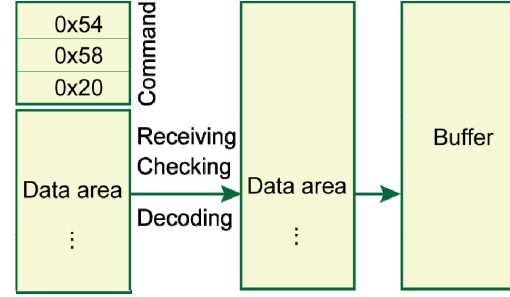 0x54
0x58
0x20
Command
Data area
⋮
Receiving
Checking
Decoding
Data area
⋮
Buffer